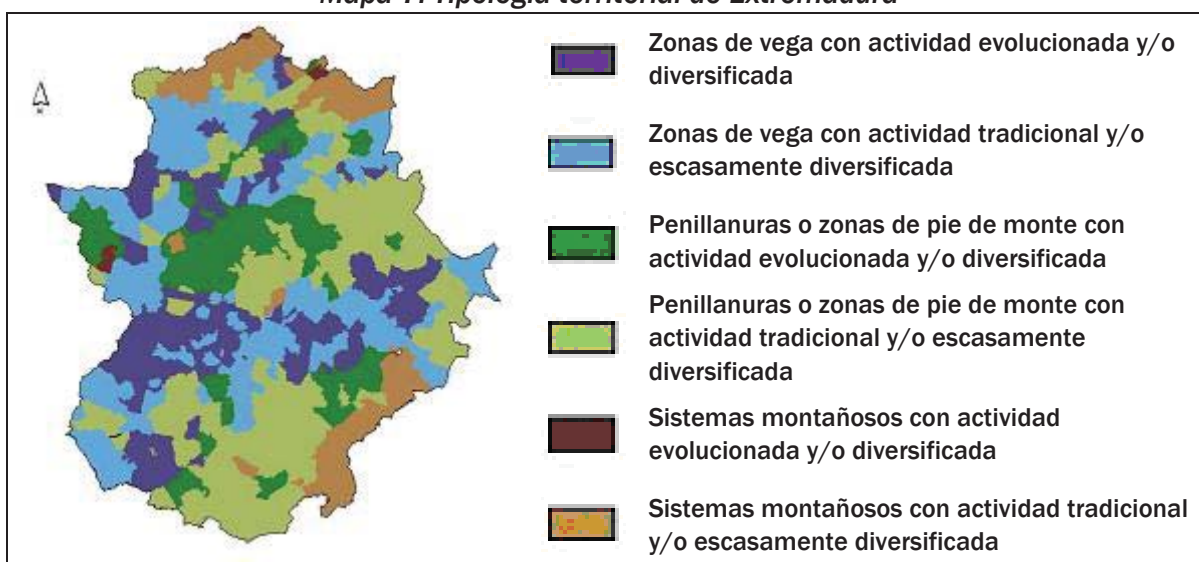 Zonas de vega con actividad evolucionada y/o
diversificada
Zonas de vega con actividad tradicional y/o
escasamente diversificada
Penillanuras o zonas de pie de monte con
actividad evolucionada y/o diversificada
Penillanuras o zonas de pie de monte con
actividad tradicional y/o escasamente
diversificada
Sistemas montañosos con actividad
evolucionada y/o diversificada
Sistemas montañosos con actividad tradicional
y/o escasamente diversificada